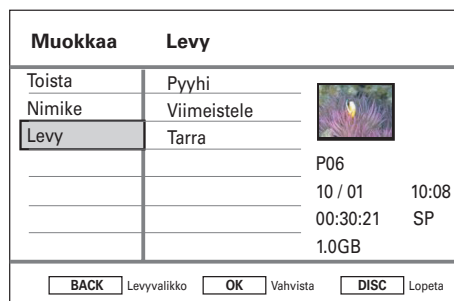 Muokkaa Levy
Toista Pyyhi
Nimike Viimeistele
Levy Tarra
P06
10 / 01 10:08
00:30:21 SP
1.0GB
BACK Levyvalikko OK Vahvista DISC Lopeta